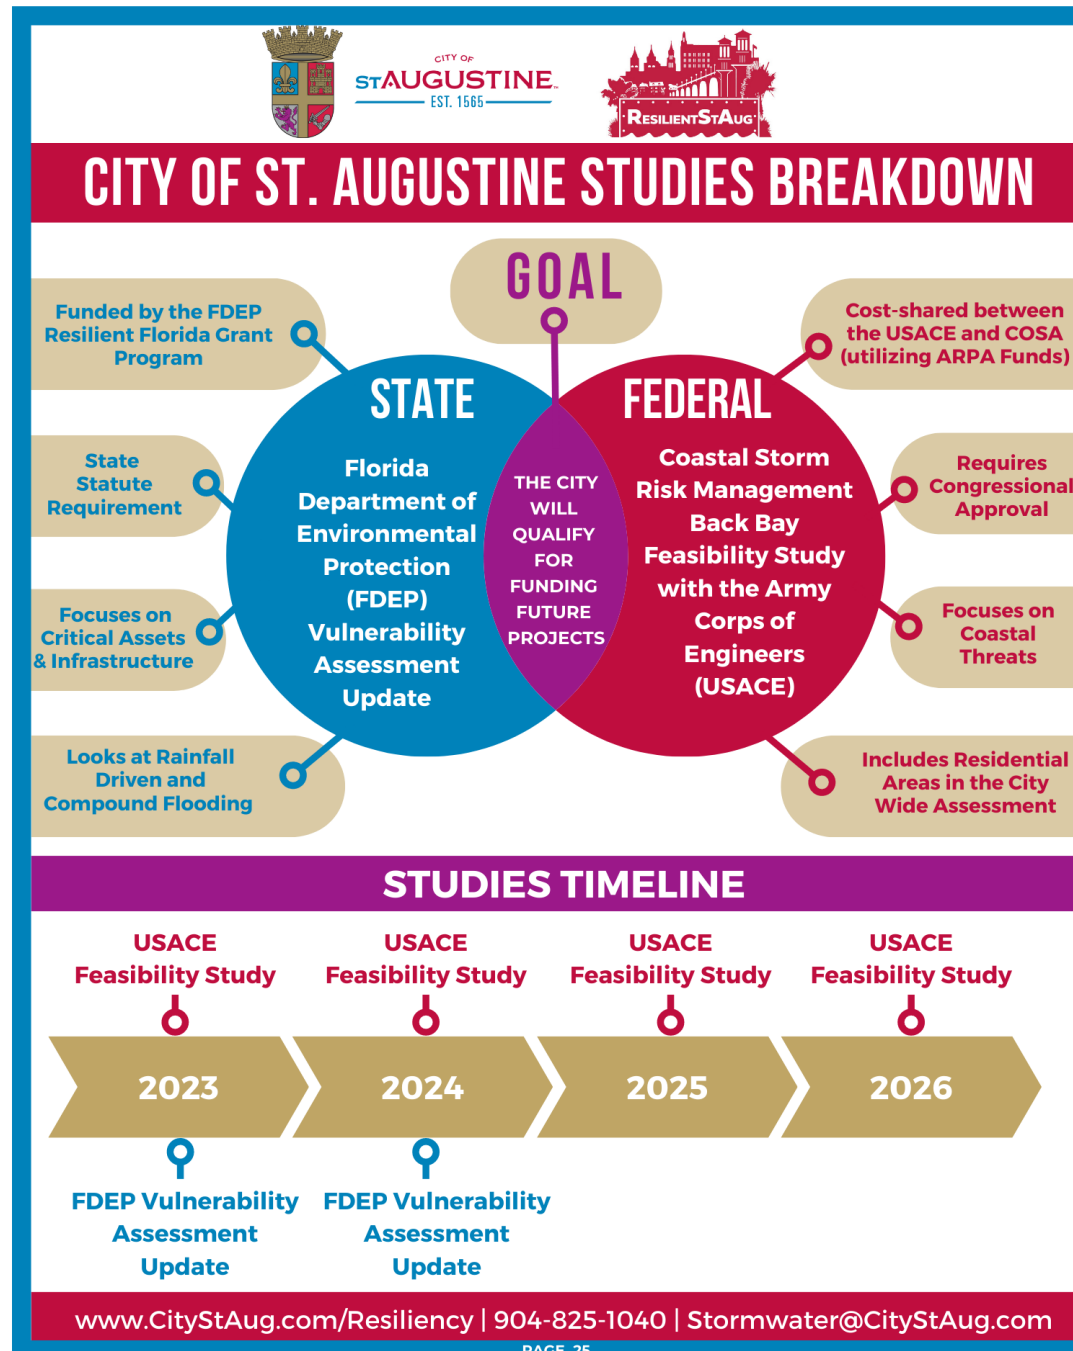 CITY OF
STAUGUSTINE
EST. 1565
RESILIENTSTAUG
CITY OF ST. AUGUSTINE STUDIES BREAKDOWN
GOAL
Funded by the FDEP
Resilient Florida Grant
Program
State
Statute
Requirement
Focuses on
Critical Assets
& Infrastructure
Looks at Rainfall
Driven and
Compound Flooding
STATE
Florida
Department of
Environmental
Protection
(FDEP)
Vulnerability
Assessment
Update
THE CITY
WILL
QUALIFY
FOR
FUNDING
FUTURE
PROJECTS
FEDERAL
Coastal Storm
Risk Management
Back Bay
Feasibility Study
with the Army
Corps of
Engineers
(USACE)
Cost-shared between
the USACE and COSA
(utilizing ARPA Funds)
Requires
Congressional
Approval
Focuses on
Coastal
Threats
Includes Residential
Areas in the City
Wide Assessment
STUDIES TIMELINE
USACE
Feasibility Study
USACE
Feasibility Study
USACE
Feasibility Study
USACE
Feasibility Study
2023
2024
2025
2026
FDEP Vulnerability
Assessment
Update
FDEP Vulnerability
Assessment
Update
www.CityStAug.com/Resiliency | 904-825-1040 | Stormwater@CityStAug.com
PAGE 25